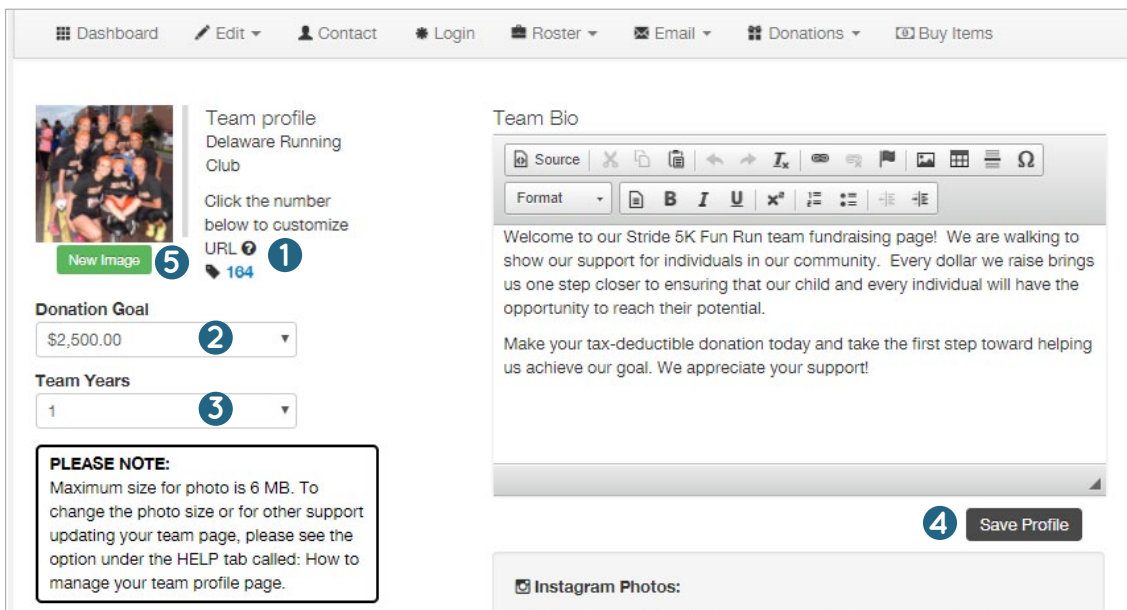 Dashboard Edit Contact Login Roster Email Donations Buy Items
Team profile
Delaware Running
Club
Click the number
below to customize
URL ? 1
164
New Image 5
Donation Goal
$2,500.00 2
Team Years
1 3
PLEASE NOTE:
Maximum size for photo is 6 MB. To
change the photo size or for other support
updating your team page, please see the
option under the HELP tab called: How to
manage your team profile page.
Team Bio
Source
Format B I U
Welcome to our Stride 5K Fun Run team fundraising page! We are walking to
show our support for individuals in our community. Every dollar we raise brings
us one step closer to ensuring that our child and every individual will have the
opportunity to reach their potential.
Make your tax-deductible donation today and take the first step toward helping
us achieve our goal. We appreciate your support!
4 Save Profile
Instagram Photos: